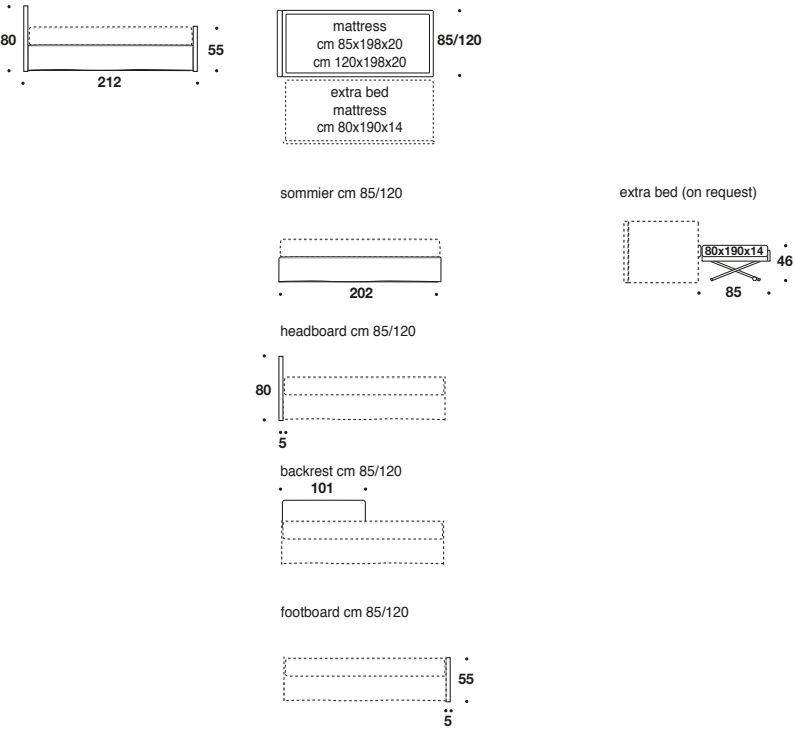 80
55
212
mattress
cm 85x198x20
cm 120x198x20
85/120
extra bed
mattress
cm 80x190x14
sommier cm 85/120
202
extra bed (on request)
80x190x14
46
85
headboard cm 85/120
80
5
backrest cm 85/120
101
footboard cm 85/120
55
5